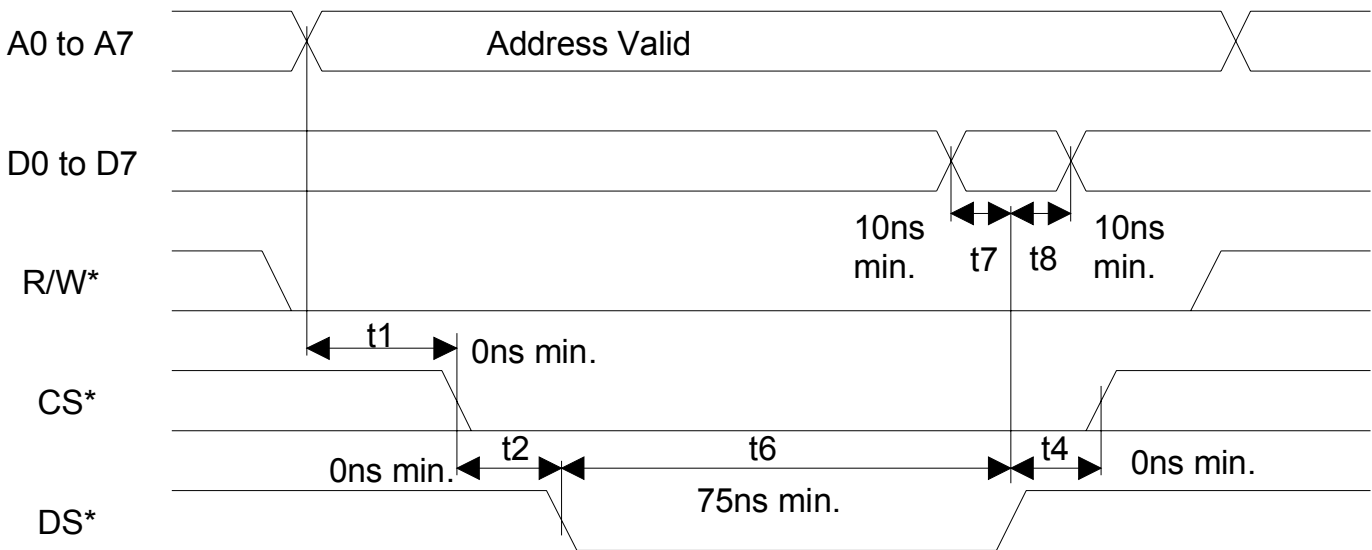 A0 to A7
Address Valid
D0 to D7
10ns
min.
t7
t8
10ns
min.
R/W*
t1
0ns min.
CS*
0ns min.
t2
t6
t4
0ns min.
75ns min.
DS*